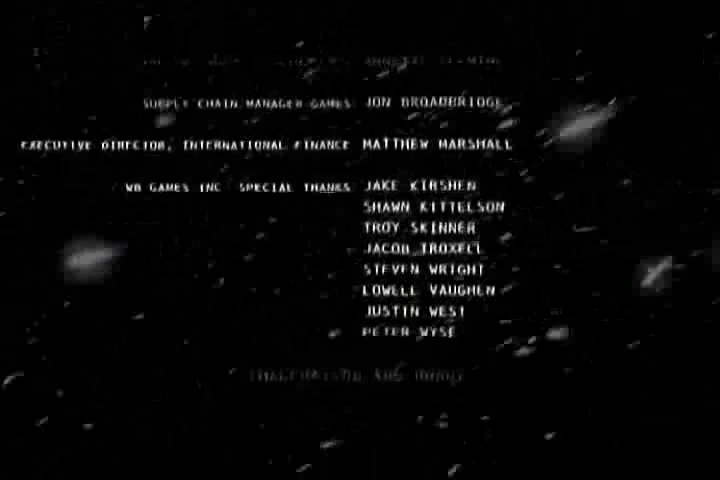 SUPPLY CHAIN MANAGER GAMES JON BROADBRIDGE
EXECUTIVE DIRECTOR, INTERNATIONAL FINANCE MATTHEW MARSHALL
WB GAMES INC SPECIAL THANKS JAKE KIRSHEN
SHAWN KITTELSON
TROY SKINNER
JACOB TROXELL
STEVEN WRIGHT
LOWELL VAUGHEN
JUSTIN WEST
PETER WYSE